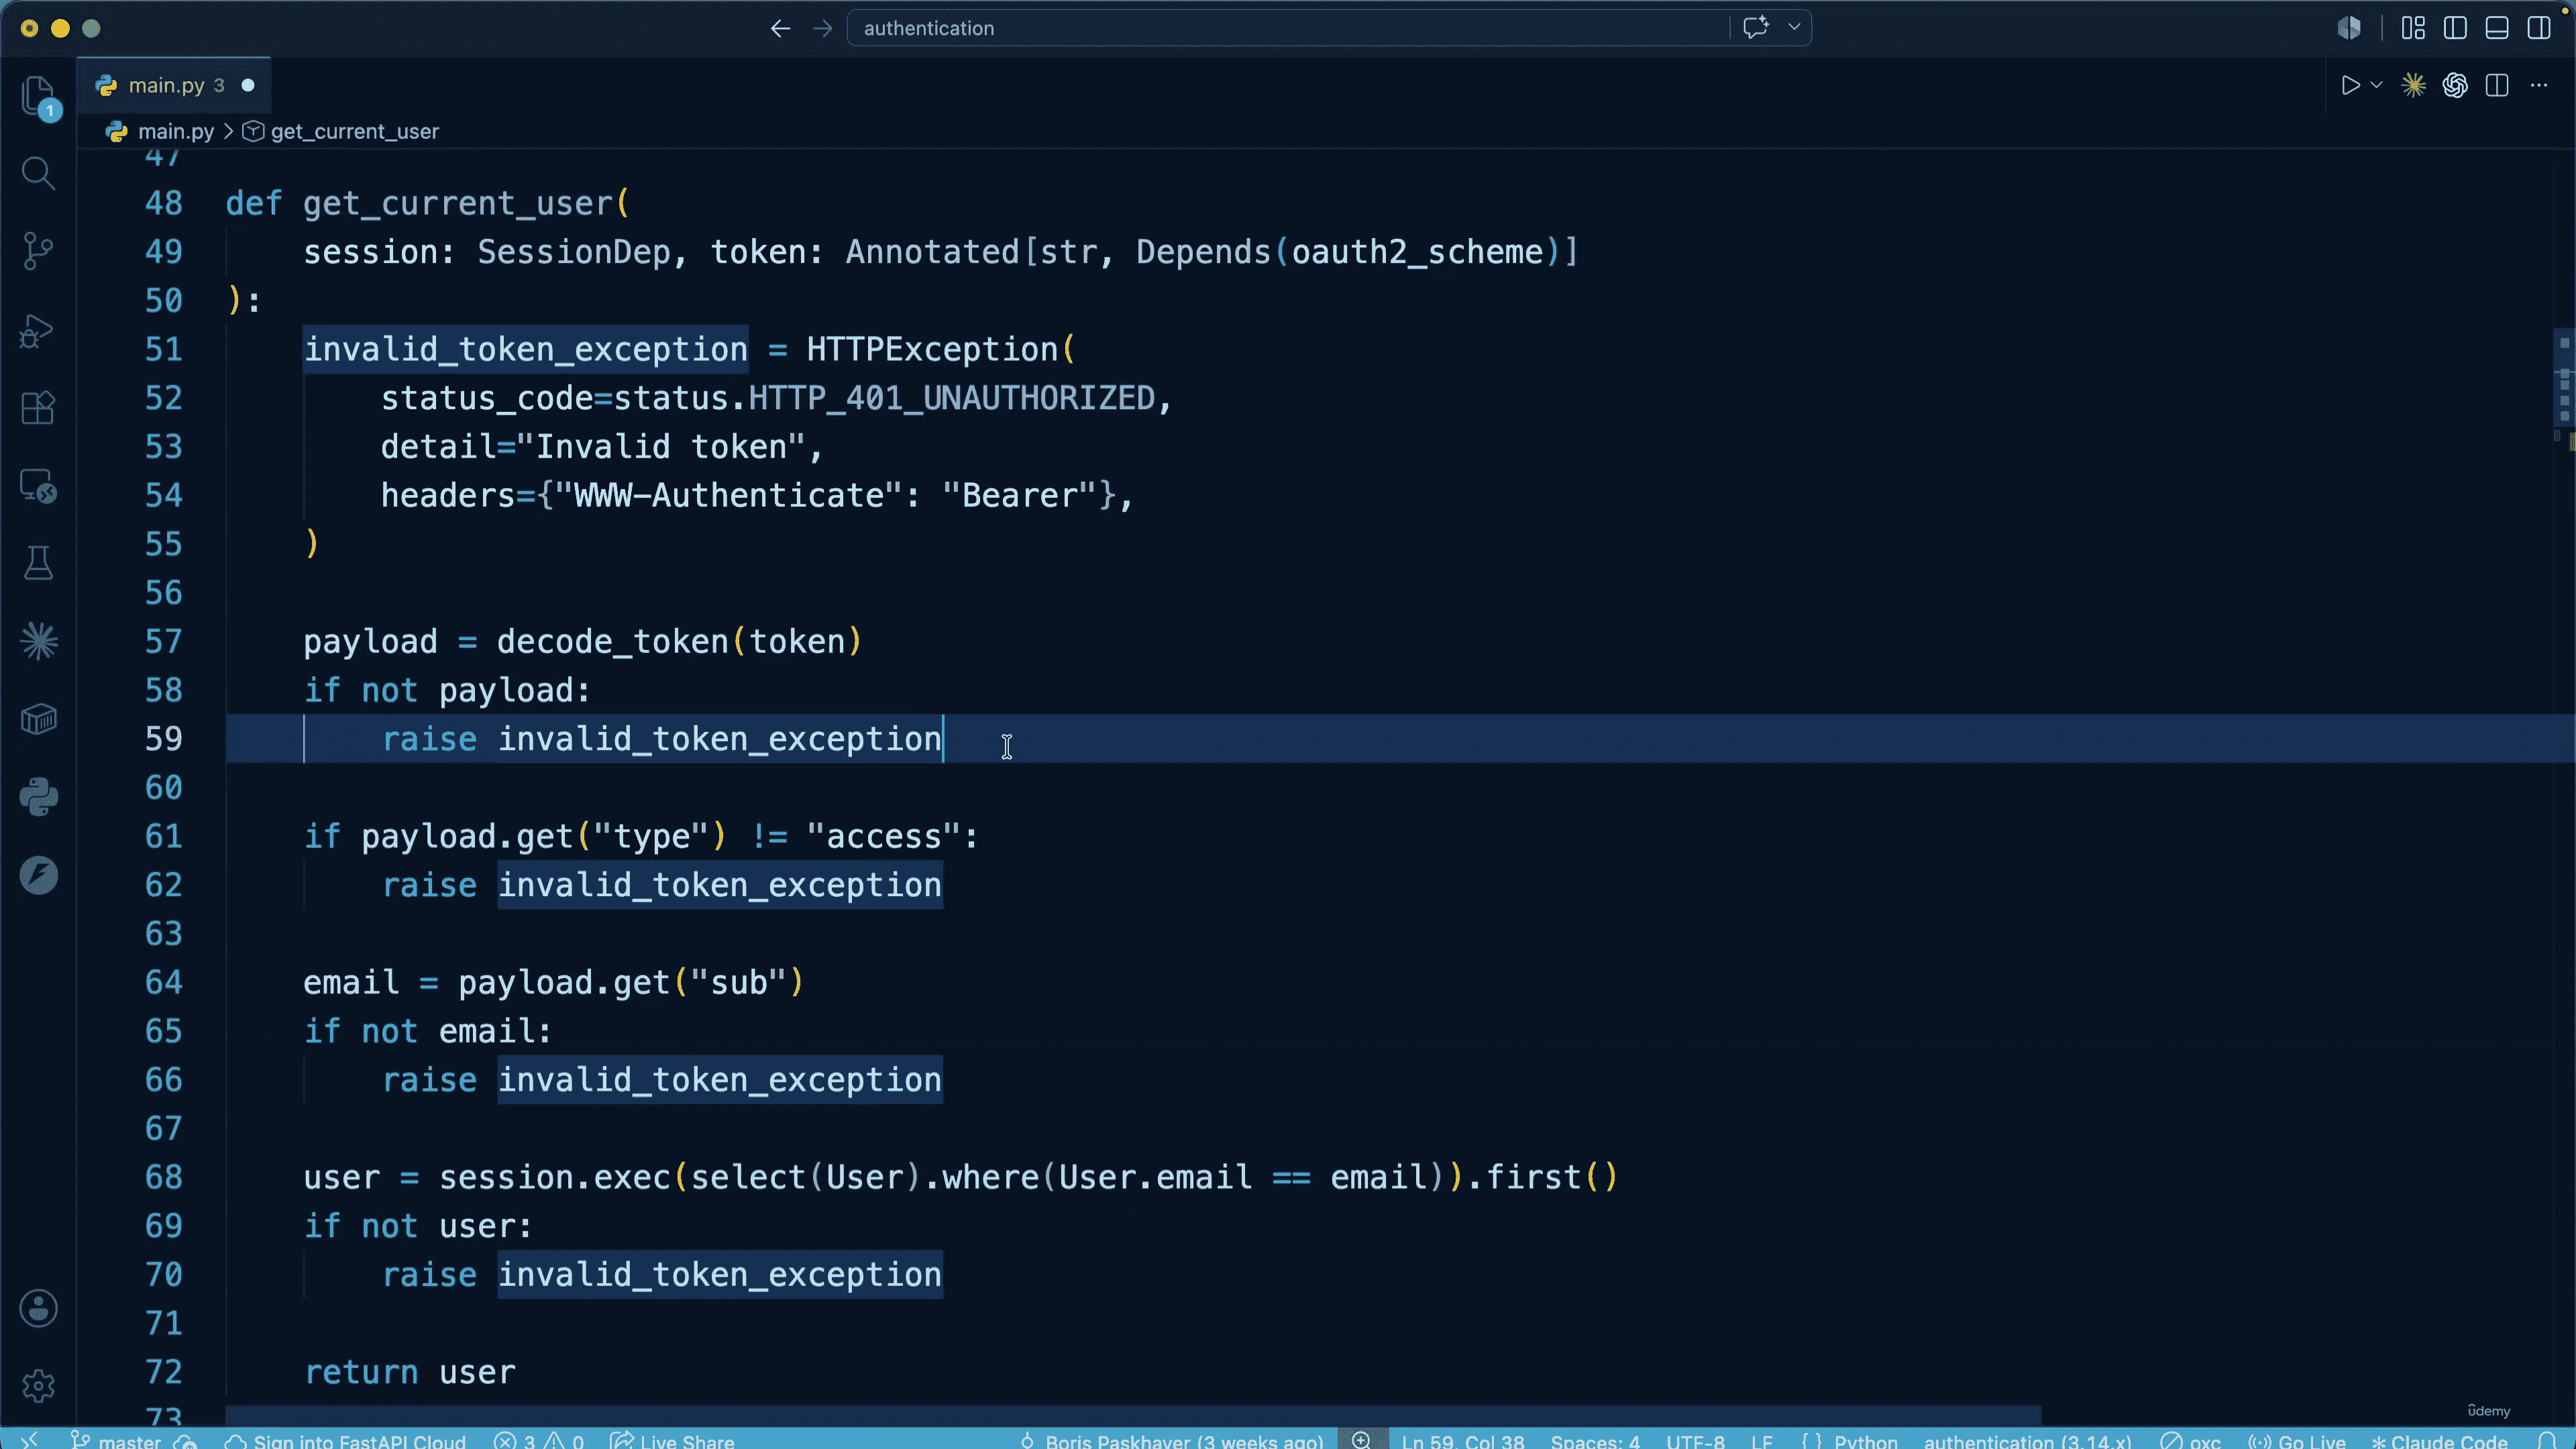 authentication
main.py 3
main.py > get_current_user
1
47
48 def get_current_user(
49 session: SessionDep, token: Annotated[str, Depends(oauth2_scheme)]
50 ):
51 invalid_token_exception = HTTPException(
52 status_code=status.HTTP_401_UNAUTHORIZED,
53 detail="Invalid token",
54 headers={"WWW-Authenticate": "Bearer"},
55 )
56
57 payload = decode_token(token)
58 if not payload:
59 raise invalid_token_exception
60
61 if payload.get("type") != "access":
62 raise invalid_token_exception
63
64 email = payload.get("sub")
65 if not email:
66 raise invalid_token_exception
67
68 user = session.exec(select(User).where(User.email == email)).first()
69 if not user:
70 raise invalid_token_exception
71
72 return user
73
ûdemy
master Sign into FastAPI Cloud 3 0 Live Share Boris Paskhaver (3 weeks ago) Ln 59, Col 38 Spaces: 4 UTF-8 LF { } Python authentication (3.14.x) oxc Go Live Claude Code